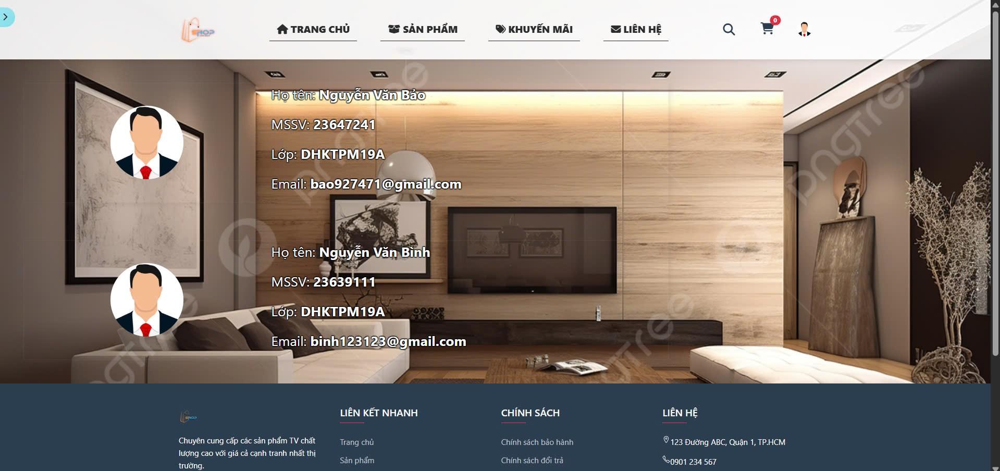 SHOP
TRANG CHỦ
SẢN PHẨM
KHUYẾN MÃI
LIÊN HỆ
0
Họ tên: Nguyễn Văn Bảo
MSSV: 23647241
Lớp: DHKTPM19A
Email: bao927471@gmail.com
Họ tên: Nguyễn Văn Bình
MSSV: 23639111
Lớp: DHKTPM19A
Email: binh123123@gmail.com
pngtree
pngtree
pngtree
pngtree
SHOP
Chuyên cung cấp các sản phẩm TV chất
lượng cao với giá cả cạnh tranh nhất thị
trường.
LIÊN KẾT NHANH
Trang chủ
Sản phẩm
CHÍNH SÁCH
Chính sách bảo hành
Chính sách đổi trả
LIÊN HỆ
123 Đường ABC, Quận 1, TP.HCM
0901 234 567